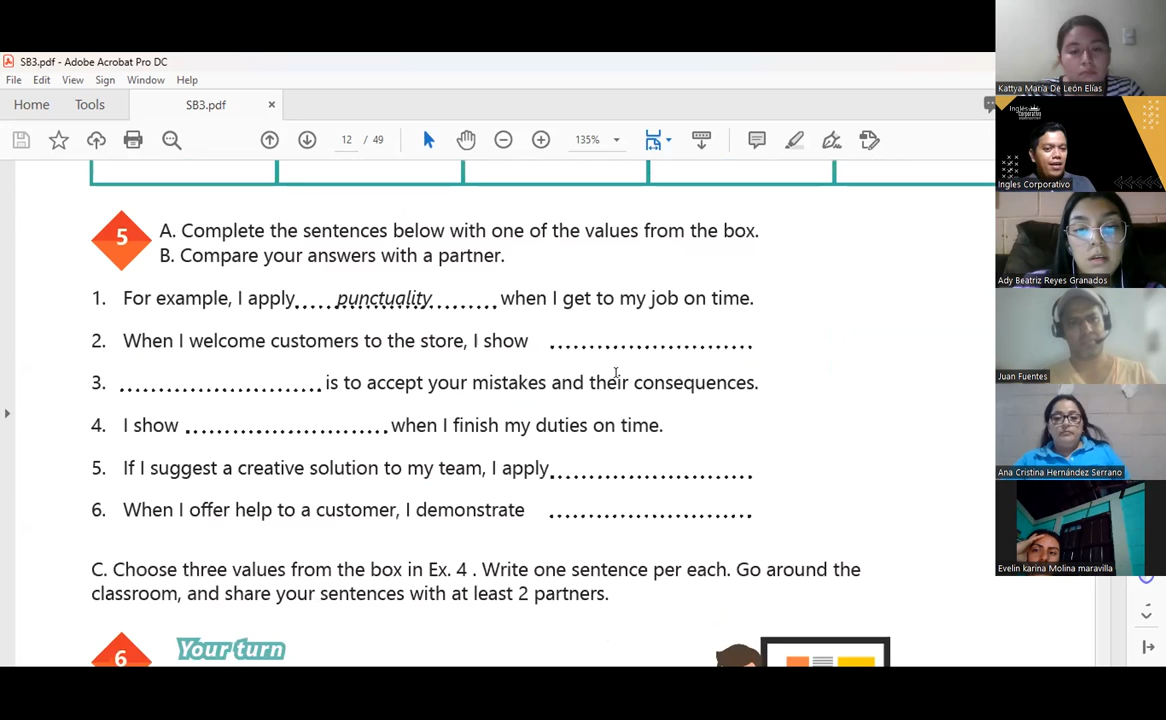 SB3.pdf - Adobe Acrobat Pro DC
File Edit View Sign Window Help
Home Tools SB3.pdf ×
12 / 49 135%
5
A. Complete the sentences below with one of the values from the box.
B. Compare your answers with a partner.
1. For example, I apply.....punctuality........when I get to my job on time.
2. When I welcome customers to the store, I show ..........................
3. .......................... is to accept your mistakes and their consequences.
4. I show ..........................when I finish my duties on time.
5. If I suggest a creative solution to my team, I apply..........................
6. When I offer help to a customer, I demonstrate ..........................
C. Choose three values from the box in Ex. 4 . Write one sentence per each. Go around the
classroom, and share your sentences with at least 2 partners.
6 Your turn
Kattya María De León Elías
Inglés
Corporativo
Ingles Corporativo
Ady Beatriz Reyes Granados
Juan Fuentes
Ana Cristina Hernández Serrano
Evelin karina Molina maravilla